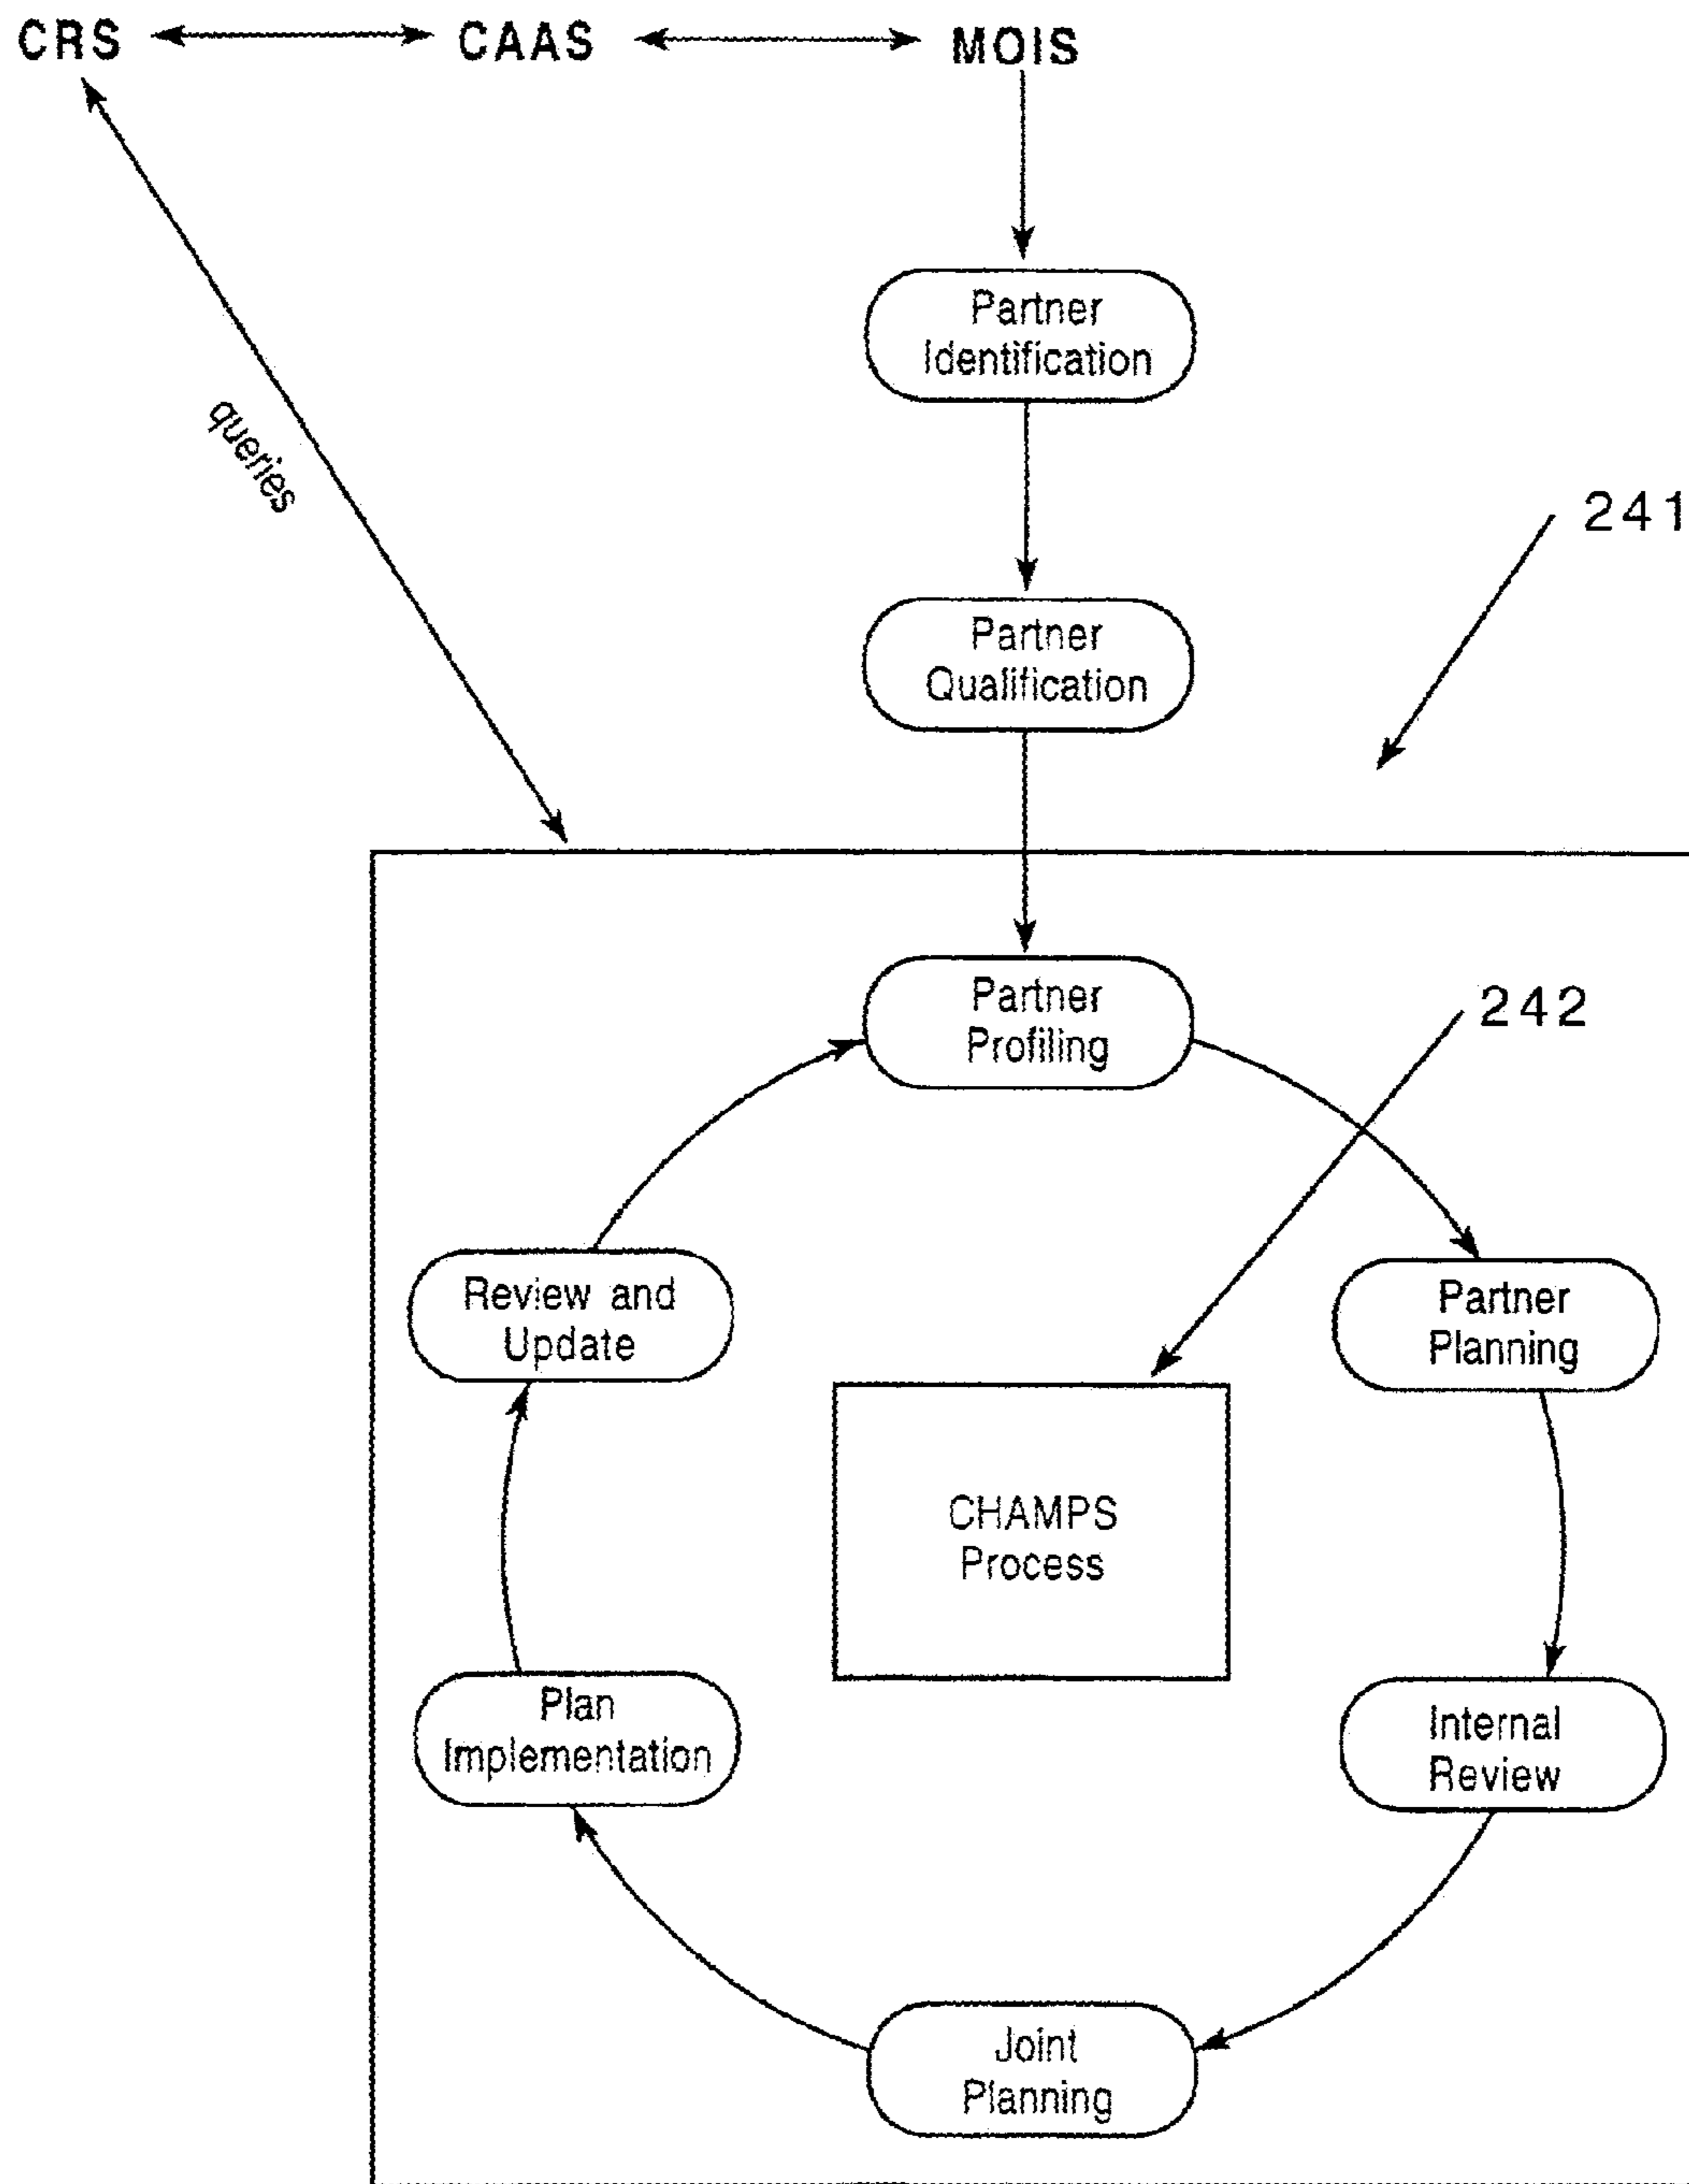 CRS CAAS MOIS
Partner
Identification
queries
241
Partner
Qualification
Partner
Profiling
242
Review and
Update
Partner
Planning
CHAMPS
Process
Plan
Implementation
Internal
Review
Joint
Planning